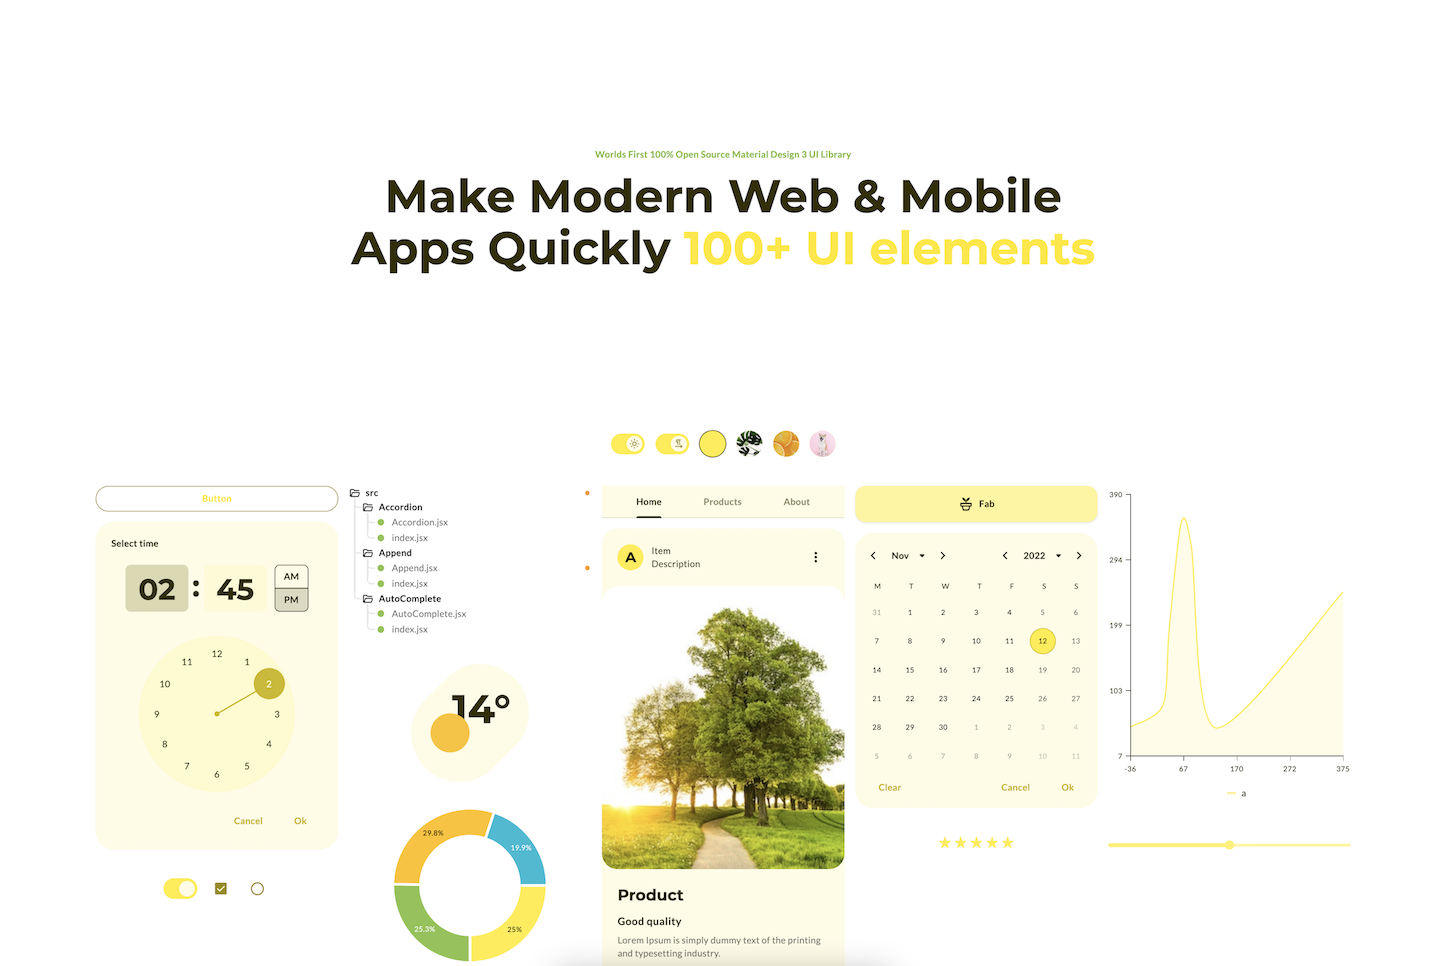 Worlds First 100% Open Source Material Design 3 UI Library
Make Modern Web & Mobile
Apps Quickly 100+ UI elements
Button
Select time
02 : 45
AM
PM
12
1
2
3
4
5
6
7
8
9
10
11
Cancel Ok
src
Accordion
Accordion.jsx
index.jsx
Append
Append.jsx
index.jsx
AutoComplete
AutoComplete.jsx
index.jsx
14°
29.8%
19.9%
25.3%
25%
Home Products About
A
Item
Description
Product
Good quality
Lorem Ipsum is simply dummy text of the printing
and typesetting industry.
Fab
Nov 2022
M T W T F S S
31 1 2 3 4 5 6
7 8 9 10 11 12 13
14 15 16 17 18 19 20
21 22 23 24 25 26 27
28 29 30 1 2 3 4
5 6 7 8 9 10 11
Clear Cancel Ok
390
294
199
103
7
-36 67 170 272 375
a